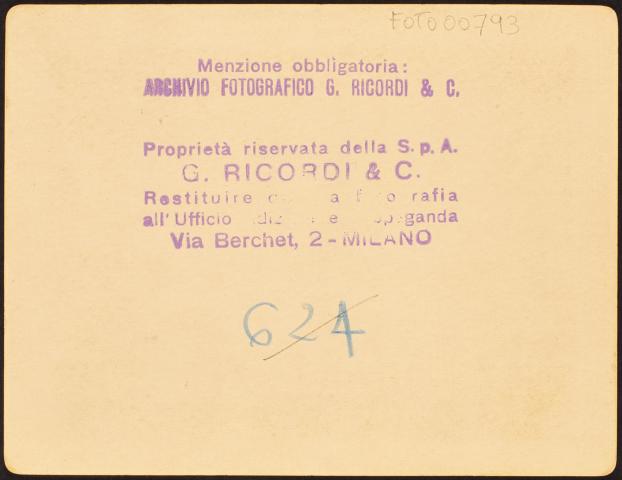 FOTO00793
Menzione obbligatoria:
ARCHIVIO FOTOGRAFICO G. RICORDI & C.
Proprietà riservata della S. p. A.
G. RICORDI & C.
Restituire
all'Ufficio
Via Berchet, 2 - MILANO
624